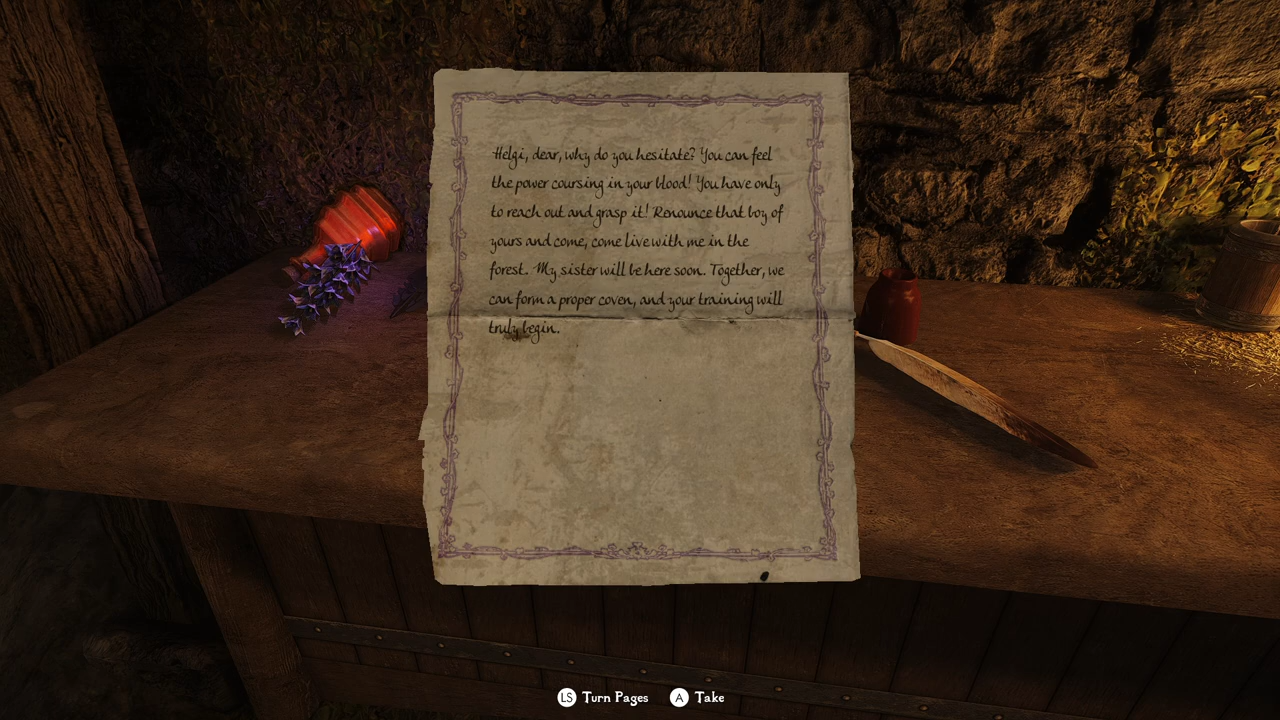 Helgi, dear, why do you hesitate? You can feel
the power coursing in your blood! You have only
to reach out and grasp it! Renounce that boy of
yours and come, come live with me in the
forest. My sister will be here soon. Together, we
can form a proper coven, and your training will
truly begin.
LS Turn Pages A Take